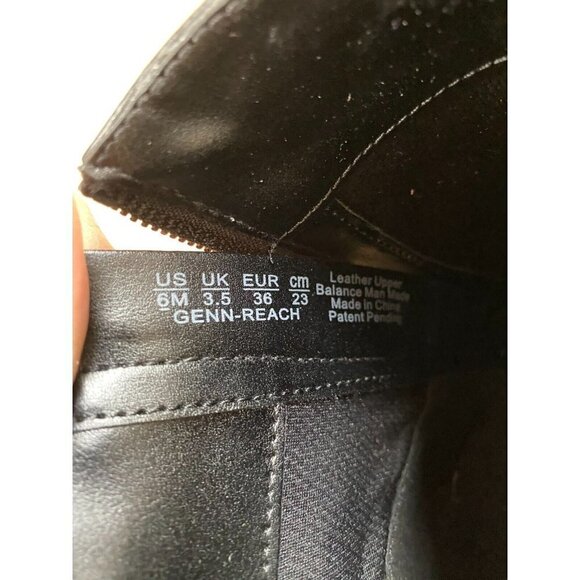 US UK EUR cm
6M 3.5 36 23
GENN-REACH
Leather Upper
Balance Man Made
Made in China
Patent Pending